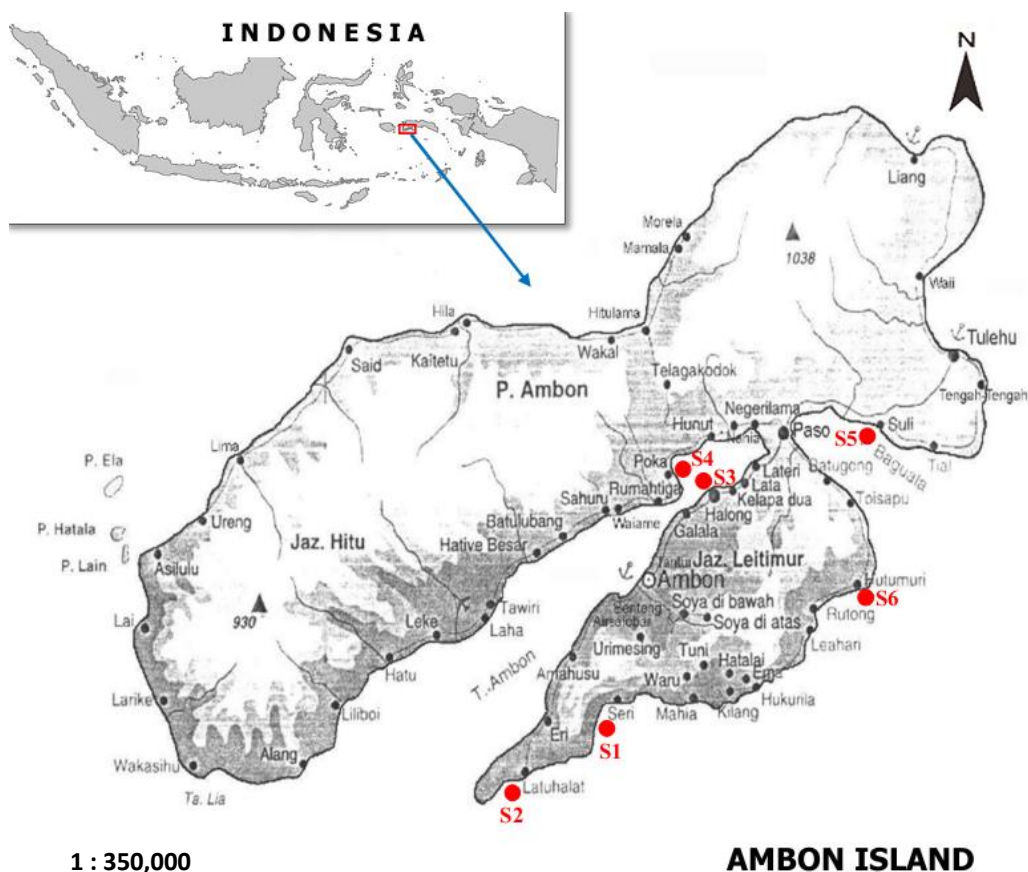 INDONESIA
N
Liang
Morela
Mamala
1038
Waii
Hila
Hitulama
Kaitetu
Wakal
Tulehu
Said
Telagakodok
P. Ambon
Tengah-Tengah
Negerilama
Hunut
Nania
Paso
S5
Suli
Baguala
Tial
Lima
P. Ela
Poka
S4
S3
Lateri
Batugong
Lata
Rumahtiga
Kelapa dua
Toisapu
Sahuru
Waiame
Halong
Galala
Ureng
P. Hatala
Jaz. Hitu
Batulubang
Hative Besar
P. Lain
Asilulu
Jaz. Leitimur
Tantui
Ambon
Hutumuri
S6
Soya di bawah
Benteng
Rutong
Tawiri
Soya di atas
Lai
930
Leke
Laha
Urimesing
Leahari
Tuni
Hatalai
Hatu
T. Ambon
Amahusu
Waru
Ema
Larike
Liliboi
Seri
Mahia
Kilang
Hukurila
Eri
S1
Alang
Wakasihu
Latuhalat
Ta. Lia
S2
1 : 350,000
AMBON ISLAND